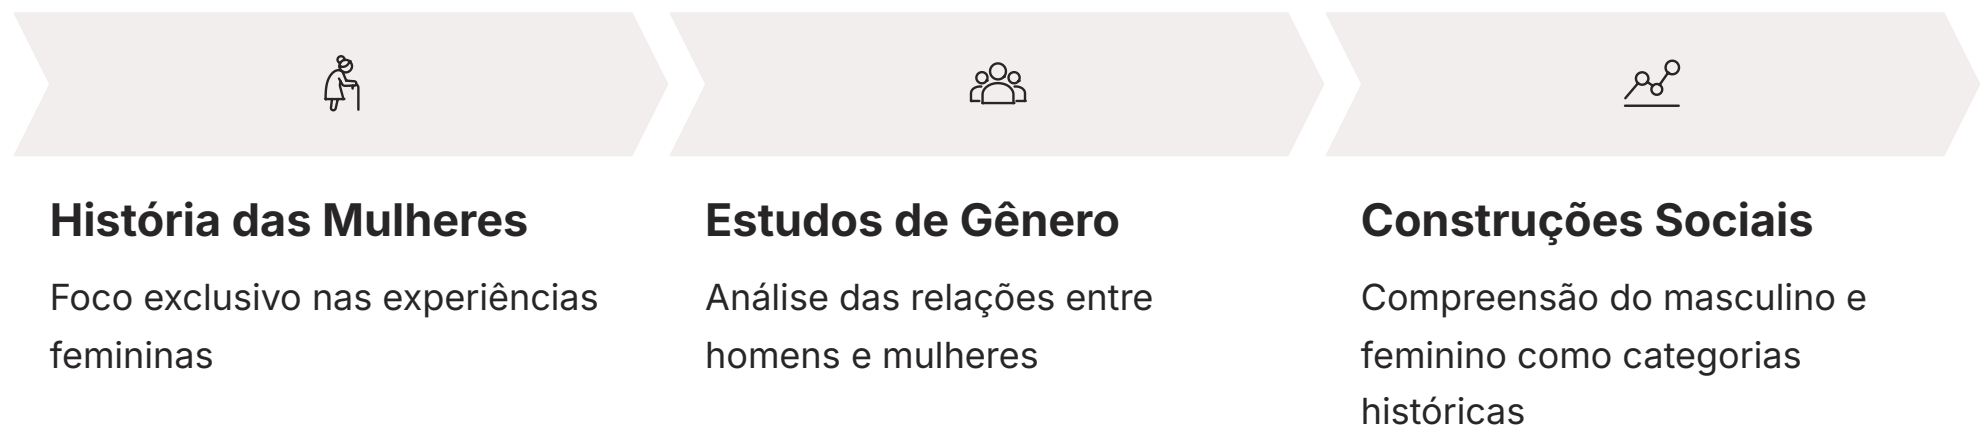 História das Mulheres
Foco exclusivo nas experiências
femininas
Estudos de Gênero
Análise das relações entre
homens e mulheres
Construções Sociais
Compreensão do masculino e
feminino como categorias
históricas